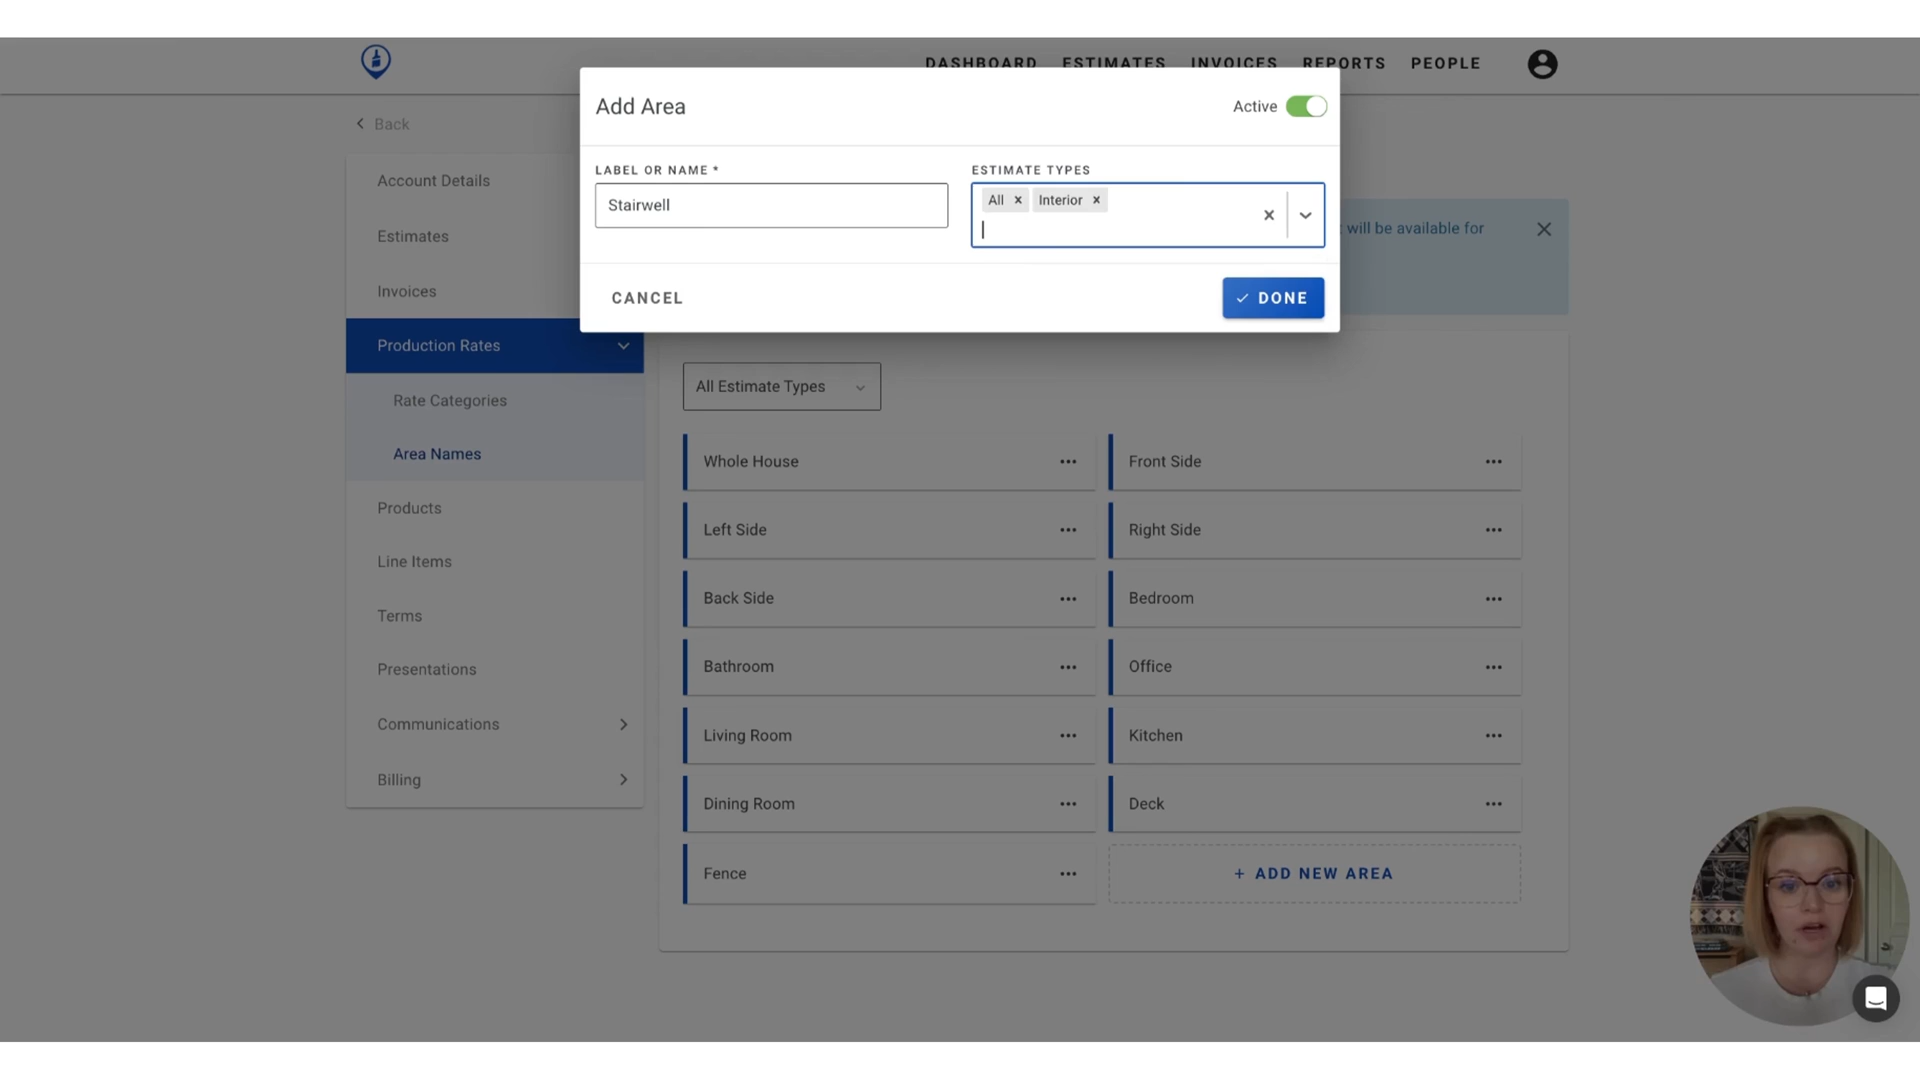 DASHBOARD ESTIMATES INVOICES REPORTS PEOPLE
Back
Add Area
Active
LABEL OR NAME *
ESTIMATE TYPES
Stairwell
All
Interior
will be available for
CANCEL
DONE
Account Details
Estimates
Invoices
Production Rates
Rate Categories
Area Names
Products
Line Items
Terms
Presentations
Communications
Billing
All Estimate Types
Whole House
Front Side
Left Side
Right Side
Back Side
Bedroom
Bathroom
Office
Living Room
Kitchen
Dining Room
Deck
Fence
+ ADD NEW AREA